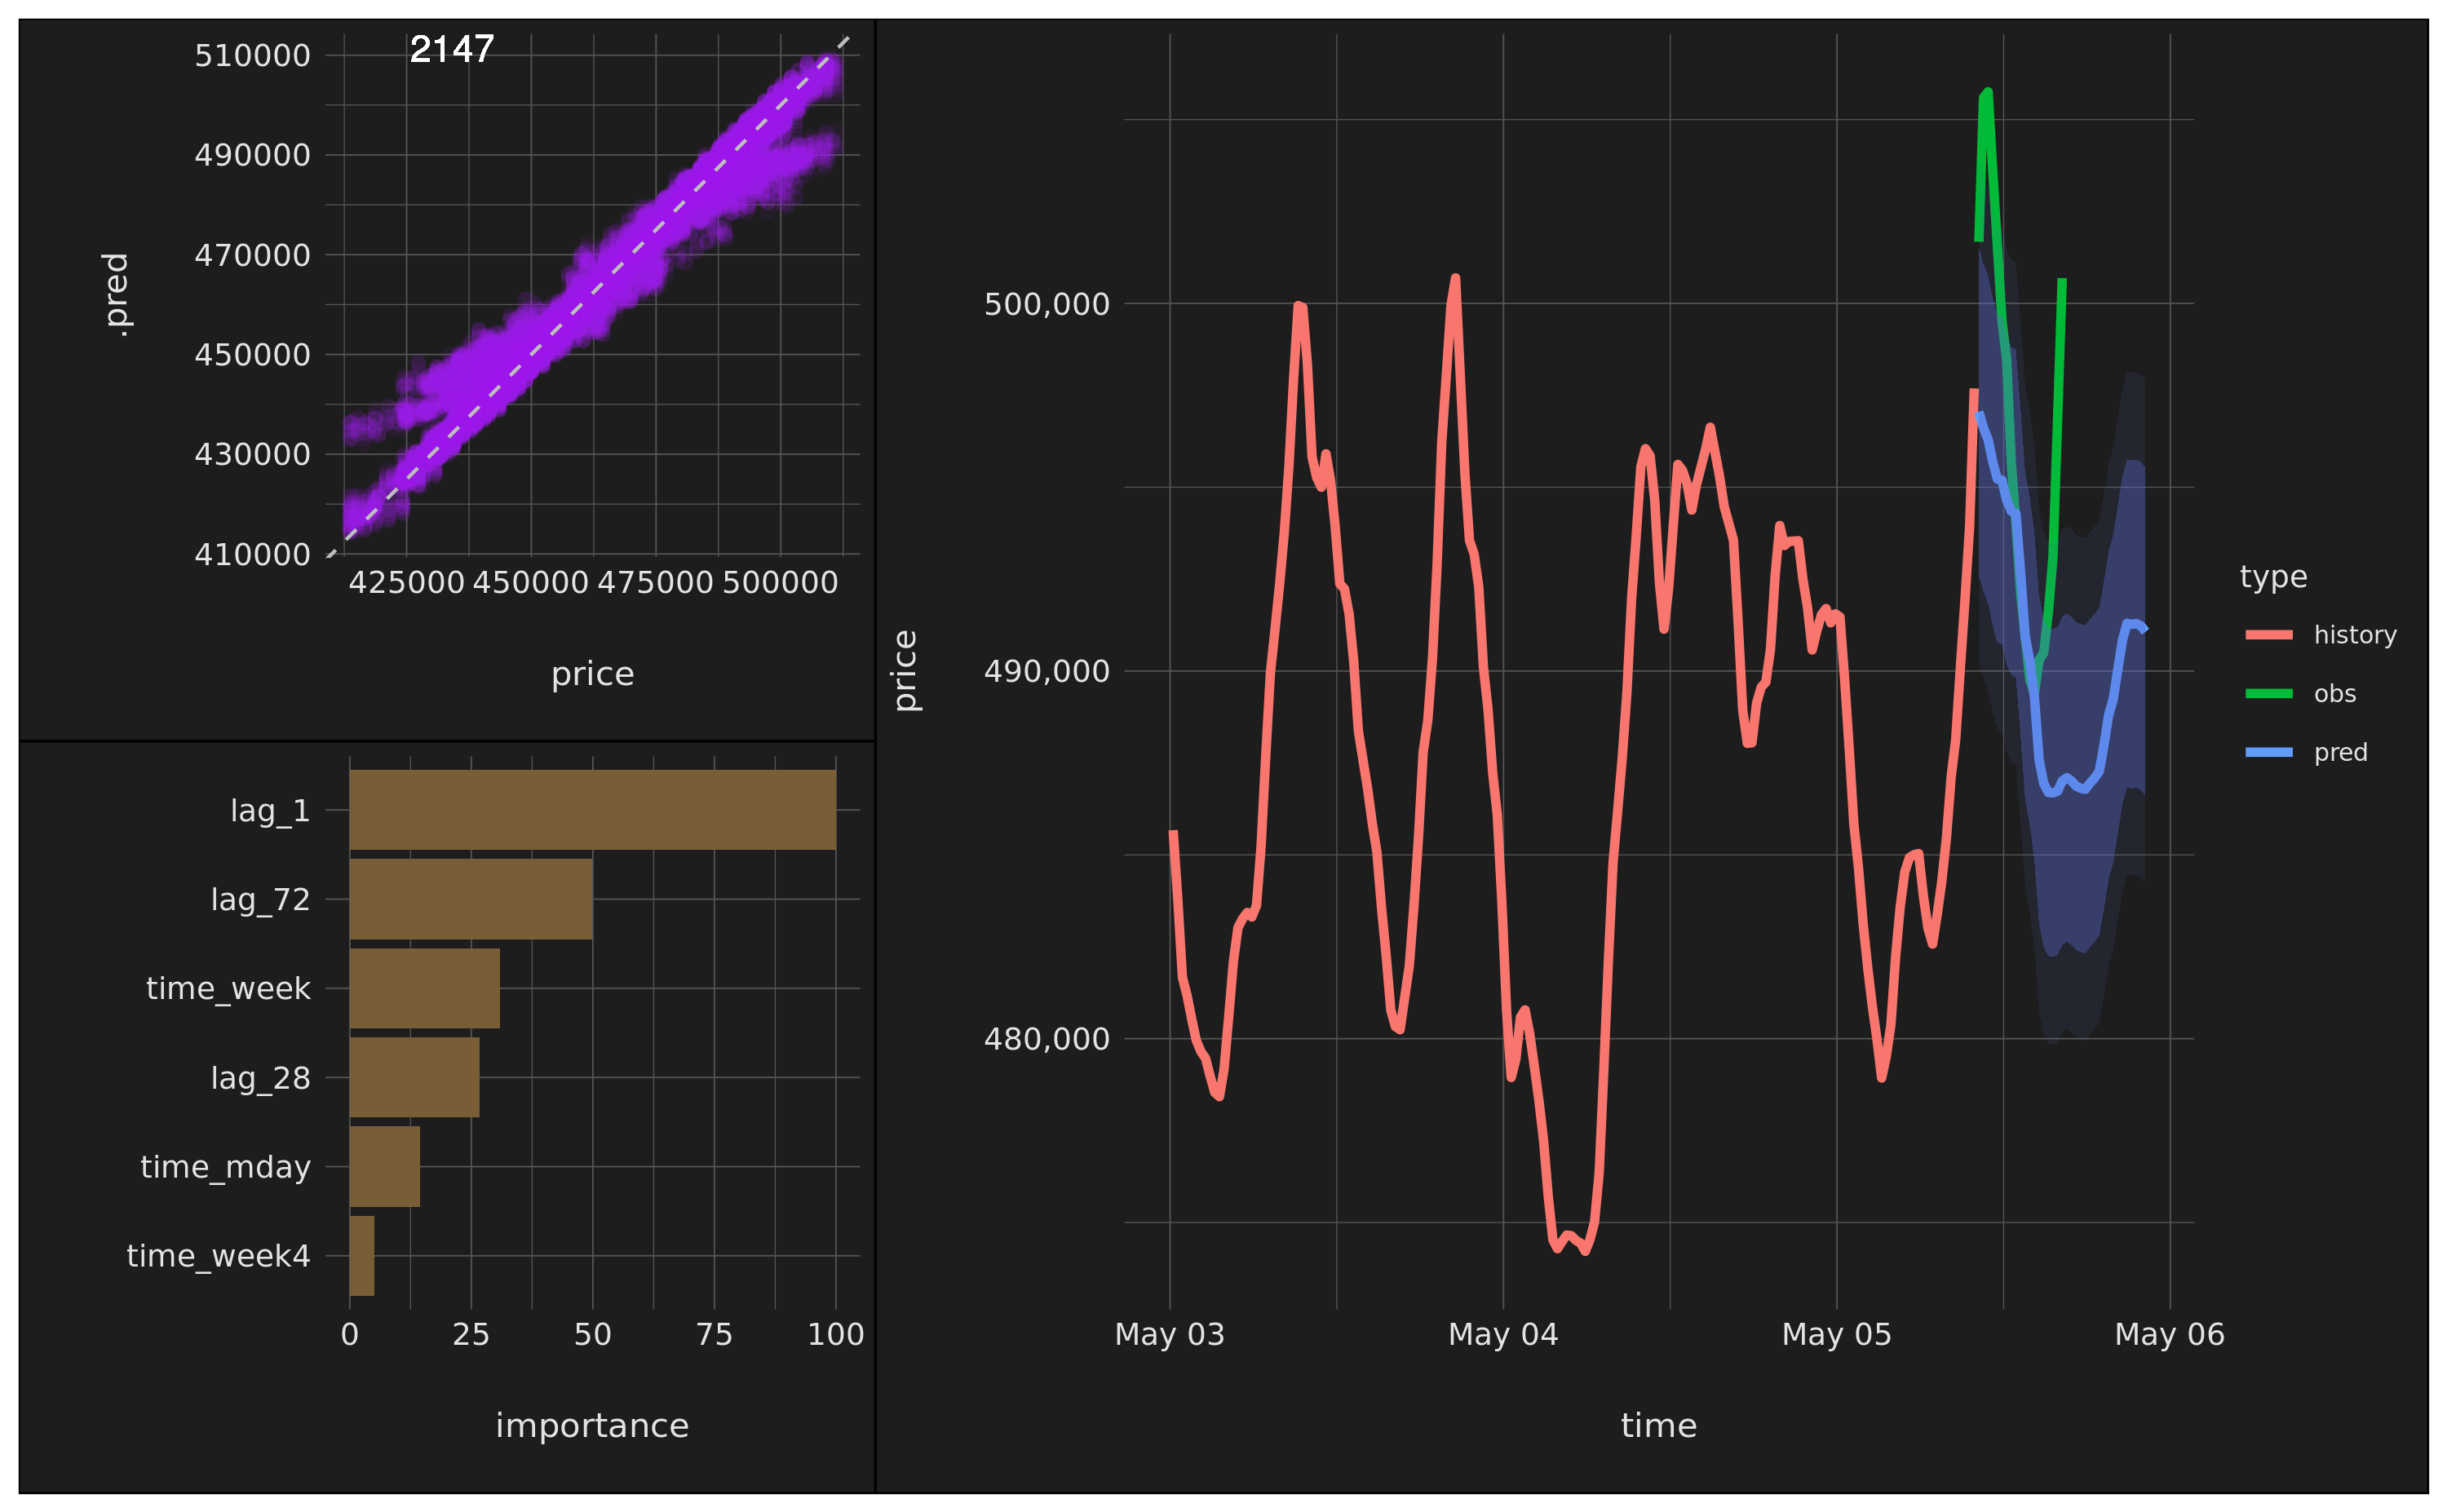 2147
510000
490000
470000
450000
430000
410000
.pred
425000 450000 475000 500000
price
lag_1
lag_72
time_week
lag_28
time_mday
time_week4
0 25 50 75 100
importance
500,000
490,000
480,000
price
May 03 May 04 May 05 May 06
time
type
history
obs
pred